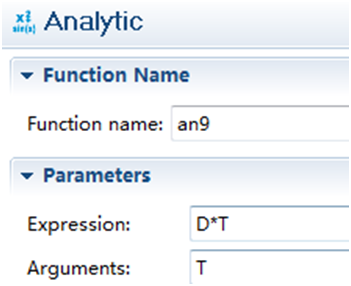 Analytic
Function Name
Function name: an9
Parameters
Expression: D*T
Arguments: T